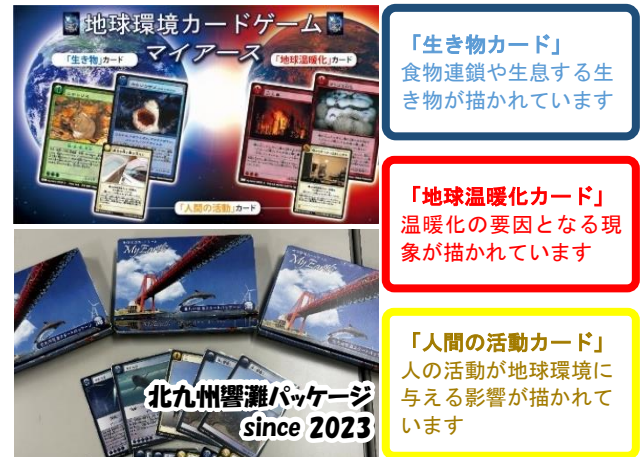 地球環境カードゲーム
マイアース
「生き物」カード
「地球温暖化」カード
「人間の活動」カード
My Earth
My Earth
北九州響灘パッケージ
since 2023
「生き物カード」
食物連鎖や生息する生
き物が描かれています
「地球温暖化カード」
温暖化の要因となる現
象が描かれています
「人間の活動カード」
人の活動が地球環境に
与える影響が描かれて
います